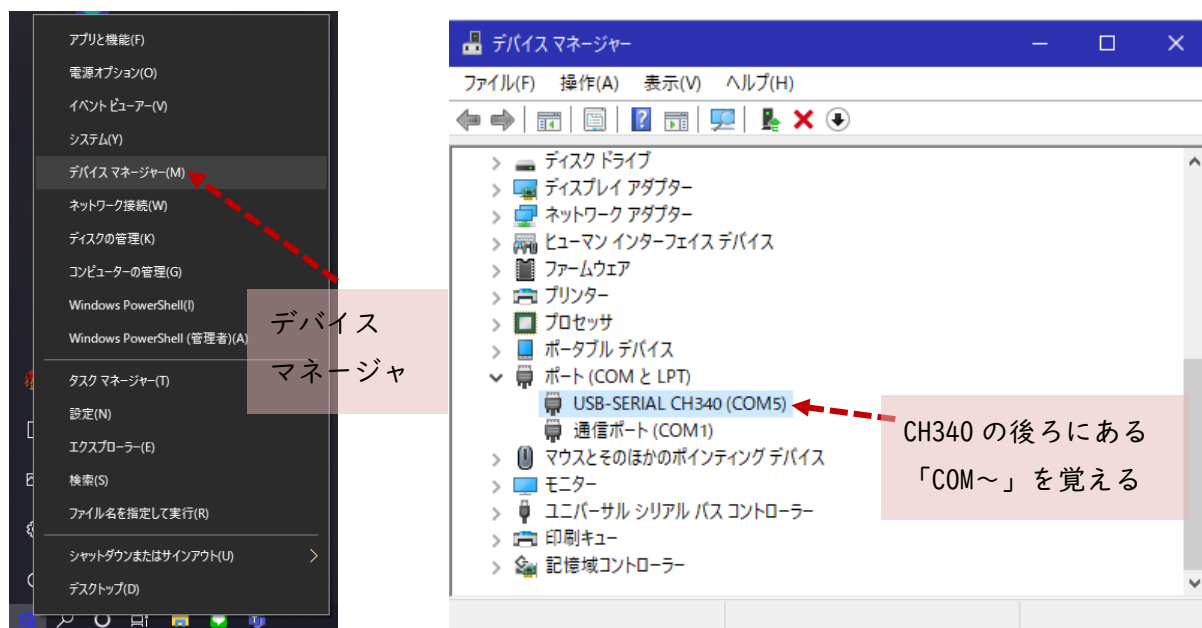 アプリと機能(F)
電源オプション(O)
イベント ビューアー(V)
システム(Y)
デバイス マネージャー(M)
ネットワーク接続(W)
ディスクの管理(K)
コンピューターの管理(G)
Windows PowerShell(I)
Windows PowerShell (管理者)(A)
タスク マネージャー(T)
設定(N)
エクスプローラー(E)
検索(S)
ファイル名を指定して実行(R)
シャットダウンまたはサインアウト(U)
デスクトップ(D)
デバイス
マネージャ
デバイス マネージャー
ファイル(F) 操作(A) 表示(V) ヘルプ(H)
ディスク ドライブ
ディスプレイ アダプター
ネットワーク アダプター
ヒューマン インターフェイス デバイス
ファームウェア
プリンター
プロセッサ
ポータブル デバイス
ポート (COM と LPT)
USB-SERIAL CH340 (COM5)
通信ポート (COM1)
マウスとそのほかのポインティング デバイス
モニター
ユニバーサル シリアル バス コントローラー
印刷キュー
記憶域コントローラー
CH340 の後ろにある
「COM～」を覚える